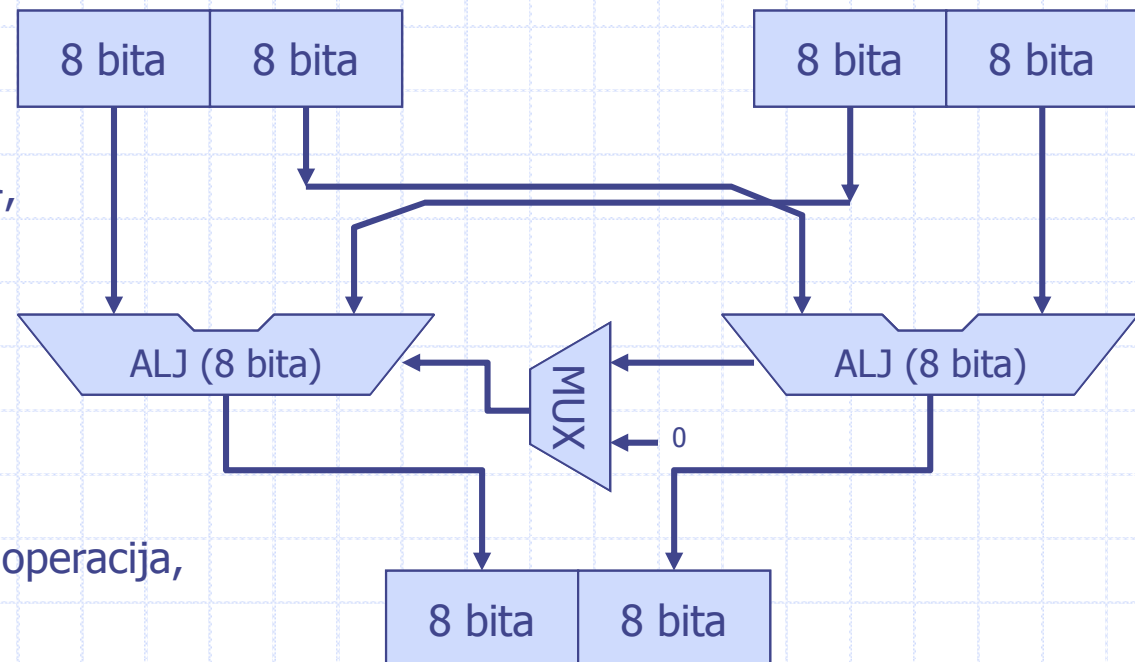 8 bita 8 bita 8 bita 8 bita
ALJ (8 bita) MUX ALJ (8 bita)
0
operacija,
8 bita 8 bita